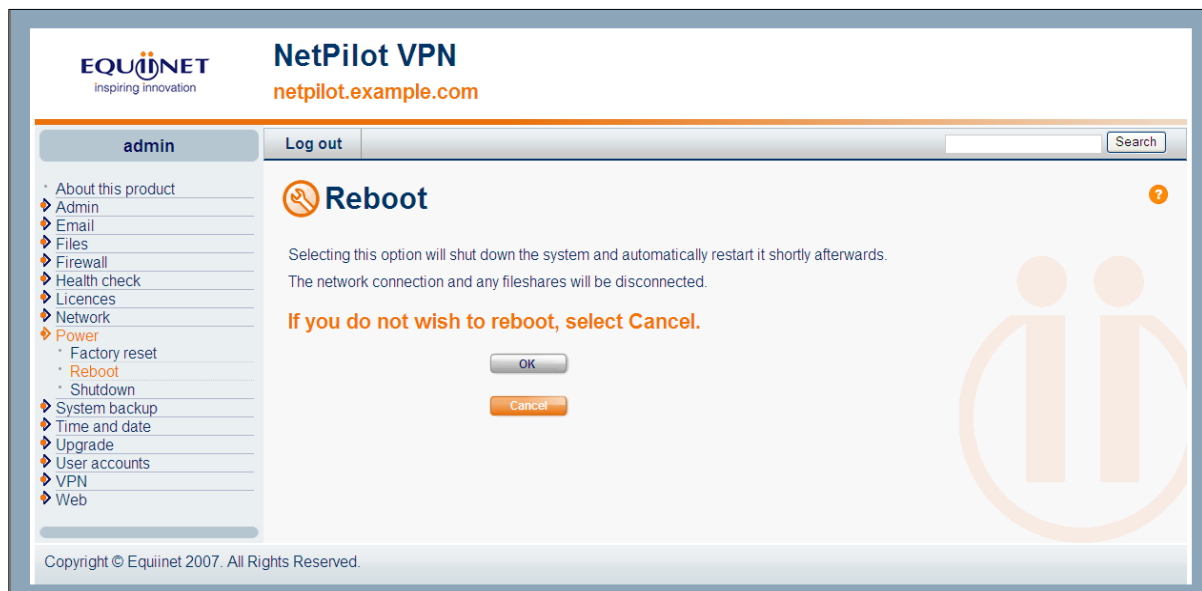 EQUiiNET
inspiring innovation
NetPilot VPN
netpilot.example.com
admin
Log out
Search
About this product
Admin
Email
Files
Firewall
Health check
Licences
Network
Power
Factory reset
Reboot
Shutdown
System backup
Time and date
Upgrade
User accounts
VPN
Web
Reboot
?
Selecting this option will shut down the system and automatically restart it shortly afterwards.
The network connection and any fileshares will be disconnected.
If you do not wish to reboot, select Cancel.
OK
Cancel
ii
Copyright © Equiinet 2007. All Rights Reserved.